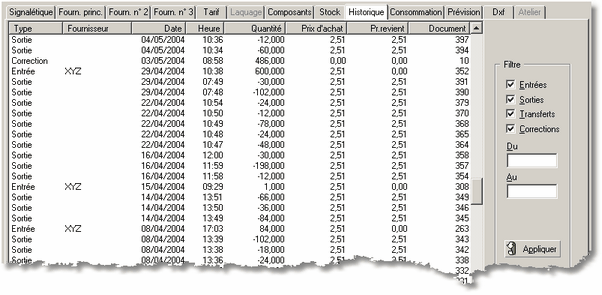 Signalétique Fourn. princ. Fourn. n° 2 Fourn. n° 3 Tarif Laquage Composants Stock Historique Consommation Prévision Dxf Atelier
Type Fournisseur Date Heure Quantité Prix d'achat Pr.revient Document
Sortie 04/05/2004 10:36 -12,000 2,51 2,51 397
Sortie 04/05/2004 10:34 -60,000 2,51 2,51 394
Correction 03/05/2004 08:58 486,000 0,00 0,00 10
Entrée XYZ 29/04/2004 10:38 600,000 2,51 0,00 352
Sortie 29/04/2004 07:49 -30,000 2,51 2,51 391
Sortie 29/04/2004 07:48 -102,000 2,51 2,51 390
Sortie 22/04/2004 10:54 -24,000 2,51 2,51 379
Sortie 22/04/2004 10:50 -12,000 2,51 2,51 370
Sortie 22/04/2004 10:49 -78,000 2,51 2,51 368
Sortie 22/04/2004 10:48 -24,000 2,51 2,51 365
Sortie 22/04/2004 10:47 -48,000 2,51 2,51 364
Sortie 16/04/2004 12:00 -30,000 2,51 2,51 358
Sortie 16/04/2004 11:59 -198,000 2,51 2,51 357
Sortie 16/04/2004 11:58 -12,000 2,51 2,51 354
Entrée XYZ 15/04/2004 09:29 1,000 2,51 0,00 308
Sortie 14/04/2004 13:51 -66,000 2,51 2,51 349
Sortie 14/04/2004 13:50 -36,000 2,51 2,51 346
Sortie 14/04/2004 13:49 -84,000 2,51 2,51 345
Entrée XYZ 08/04/2004 17:03 84,000 2,51 0,00 263
Sortie 08/04/2004 13:39 -102,000 2,51 2,51 343
Sortie 08/04/2004 13:38 -18,000 2,51 2,51 342
Sortie 08/04/2004 13:36 -24,000 2,51 2,51 338
332
331
Filtre
Entrées
Sorties
Transferts
Corrections
Du
Au
Appliquer